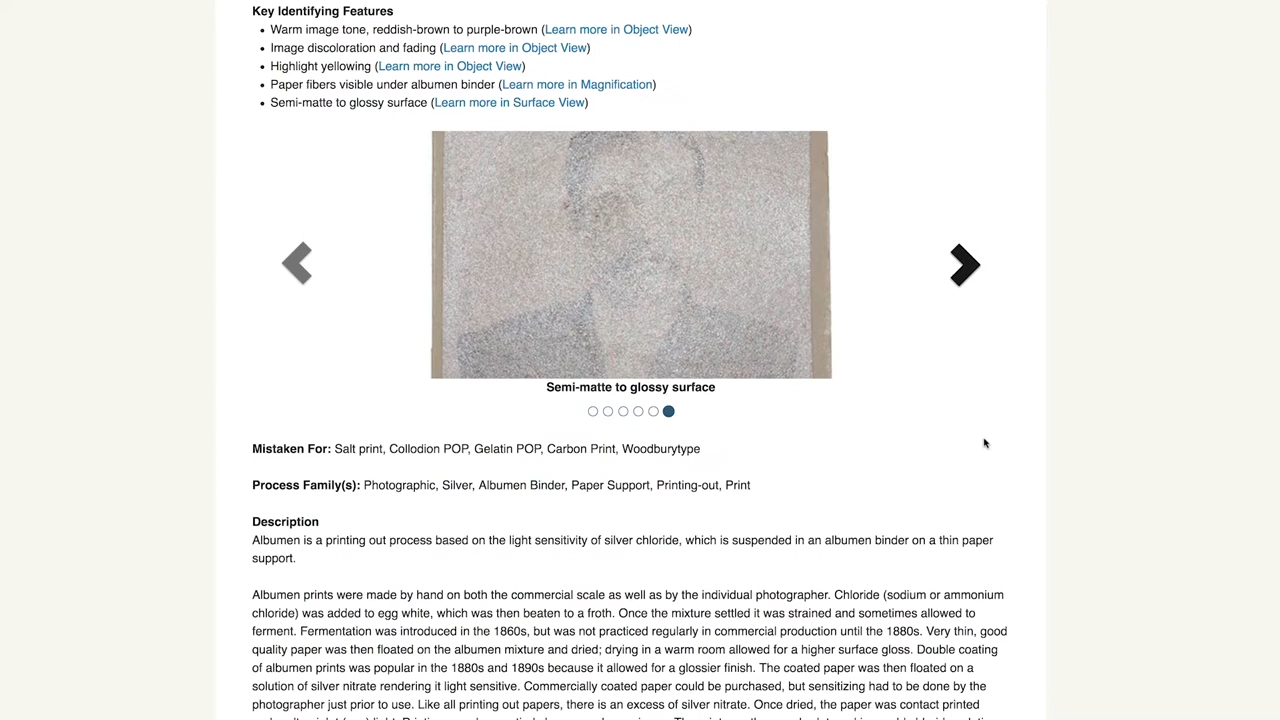 Key Identifying Features
• Warm image tone, reddish-brown to purple-brown (Learn more in Object View)
• Image discoloration and fading (Learn more in Object View)
• Highlight yellowing (Learn more in Object View)
• Paper fibers visible under albumen binder (Learn more in Magnification)
• Semi-matte to glossy surface (Learn more in Surface View)
Semi-matte to glossy surface
Mistaken For: Salt print, Collodion POP, Gelatin POP, Carbon Print, Woodburytype
Process Family(s): Photographic, Silver, Albumen Binder, Paper Support, Printing-out, Print
Description
Albumen is a printing out process based on the light sensitivity of silver chloride, which is suspended in an albumen binder on a thin paper
support.
Albumen prints were made by hand on both the commercial scale as well as by the individual photographer. Chloride (sodium or ammonium
chloride) was added to egg white, which was then beaten to a froth. Once the mixture settled it was strained and sometimes allowed to
ferment. Fermentation was introduced in the 1860s, but was not practiced regularly in commercial production until the 1880s. Very thin, good
quality paper was then floated on the albumen mixture and dried; drying in a warm room allowed for a higher surface gloss. Double coating
of albumen prints was popular in the 1880s and 1890s because it allowed for a glossier finish. The coated paper was then floated on a
solution of silver nitrate rendering it light sensitive. Commercially coated paper could be purchased, but sensitizing had to be done by the
photographer just prior to use. Like all printing out papers, there is an excess of silver nitrate. Once dried, the paper was contact printed